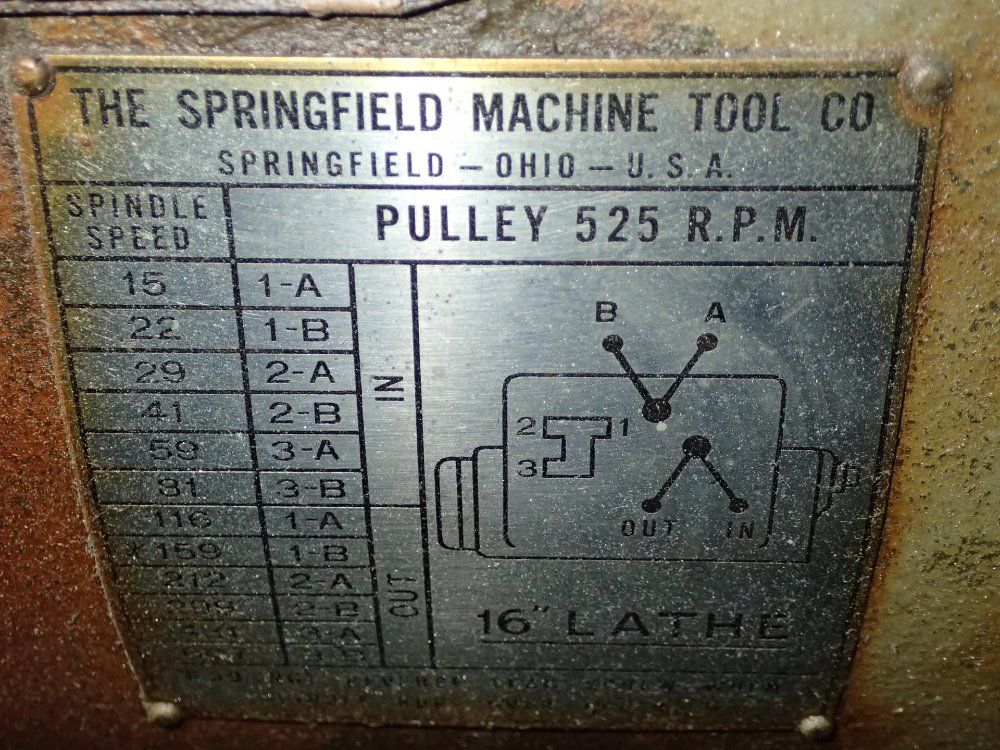 THE SPRINGFIELD MACHINE TOOL CO
SPRINGFIELD – OHIO – U. S. A.
SPINDLE SPEED
PULLEY 525 R.P.M.
15 1-A
22 1-B
29 2-A
41 2-B
59 3-A
81 3-B
IN
116 1-A
159 1-B
212 2-A
299 2-B
3-A
OUT
B A
2 1
3
OUT IN
16" LATHE